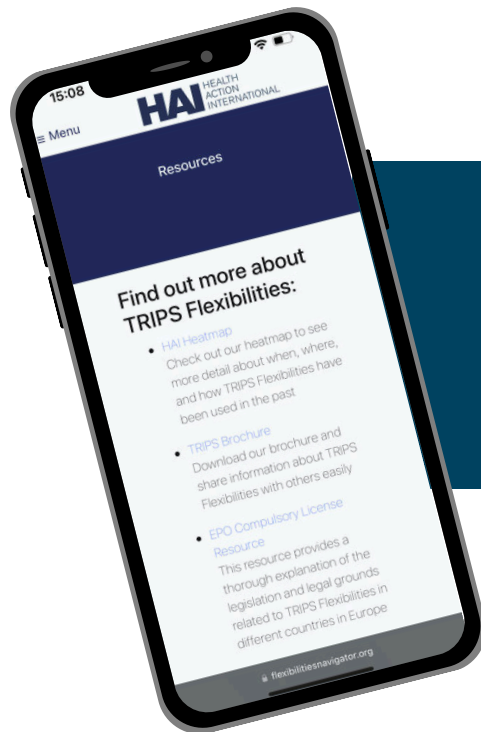 15:08
HAI HEALTH
ACTION
INTERNATIONAL
≡ Menu
Resources
Find out more about
TRIPS Flexibilities:
• HAI Heatmap
Check out our heatmap to see
more detail about when, where,
and how TRIPS Flexibilities have
been used in the past
• TRIPS Brochure
Download our brochure and
share information about TRIPS
Flexibilities with others easily
• EPO Compulsory License
Resource
This resource provides a
thorough explanation of the
legislation and legal grounds
related to TRIPS Flexibilities in
different countries in Europe
flexibilitiesnavigator.org